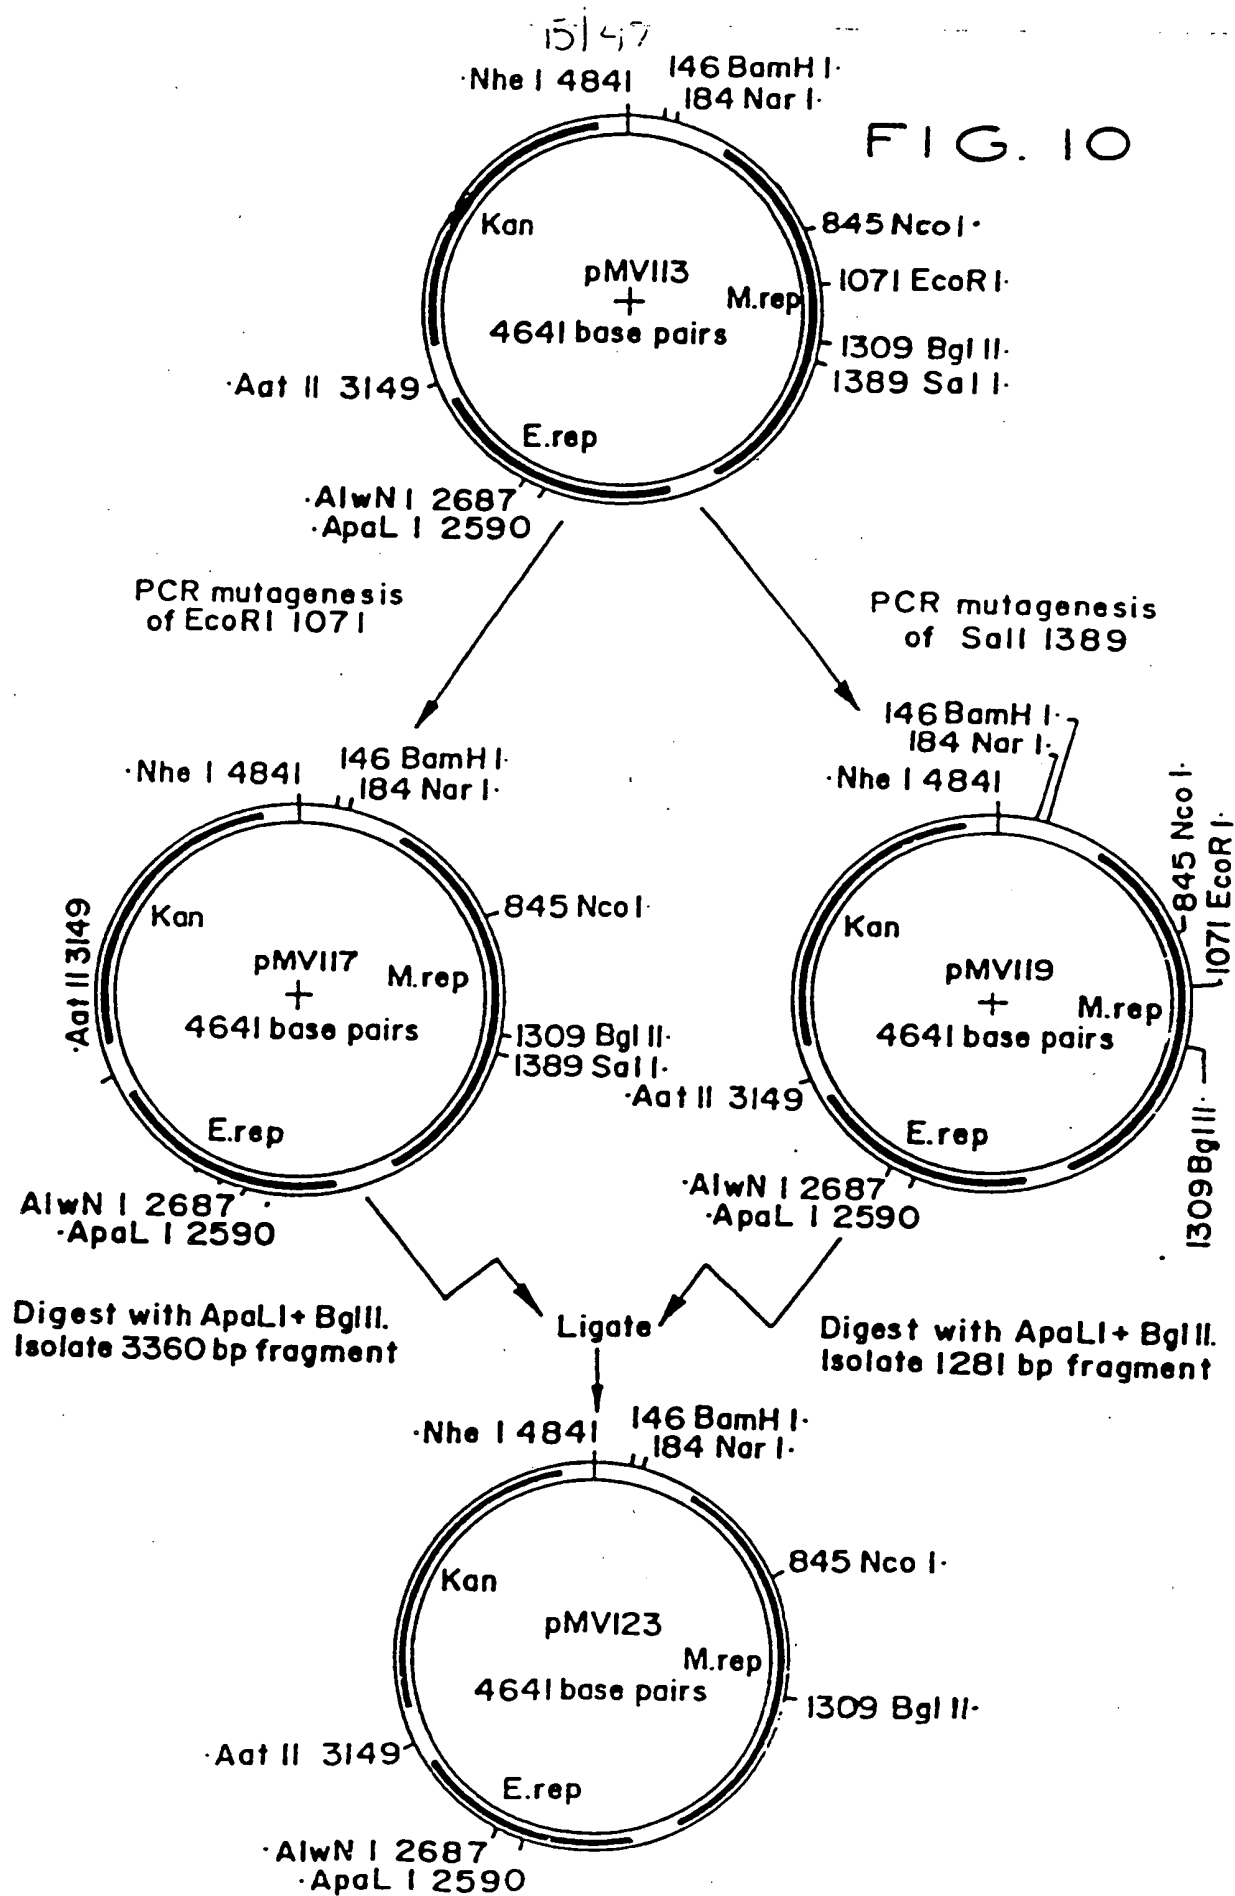 15/47
·Nhe I 4841
146 BamH I·
184 Nar I·
FIG. 10
Kan
845 Nco I·
pMV113
+
1071 EcoR I·
M.rep
4641 base pairs
1309 Bgl II·
1389 Sal I·
·Aat II 3149
E.rep
·AlwN I 2687
·ApaL I 2590
PCR mutagenesis
of EcoRI 1071
PCR mutagenesis
of SalI 1389
·Nhe I 4841
146 BamH I·
184 Nar I·
Kan
845 Nco I·
·Aat II 3149
pMV117
+
M.rep
4641 base pairs
1309 Bgl II·
1389 Sal I·
E.rep
AlwN I 2687
·ApaL I 2590
146 BamH I·
184 Nar I·
·Nhe I 4841
845 Nco I·
1071 EcoR I·
Kan
pMV119
+
M.rep
4641 base pairs
·Aat II 3149
E.rep
1309 Bgl II·
·AlwN I 2687
·ApaL I 2590
Digest with ApaLI+ BglII.
Isolate 3360 bp fragment
Ligate
Digest with ApaLI+ BglII.
Isolate 1281 bp fragment
·Nhe I 4841
146 BamH I·
184 Nar I·
845 Nco I·
Kan
pMV123
M.rep
4641 base pairs
1309 Bgl II·
·Aat II 3149
E.rep
·AlwN I 2687
·ApaL I 2590